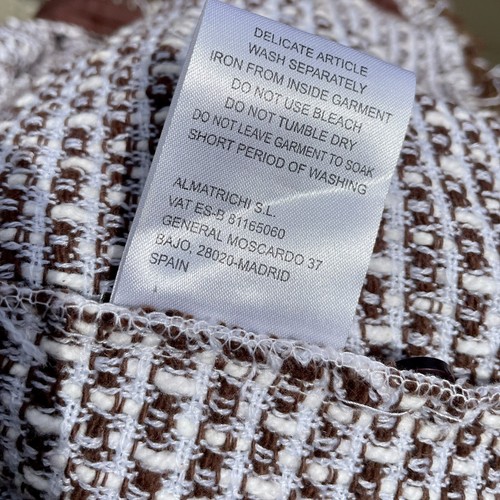 DELICATE ARTICLE
WASH SEPARATELY
IRON FROM INSIDE GARMENT
DO NOT USE BLEACH
DO NOT TUMBLE DRY
DO NOT LEAVE GARMENT TO SOAK
SHORT PERIOD OF WASHING
ALMATRICHI S.L.
VAT ES-B 81165060
GENERAL MOSCARDO 37
BAJO, 28020-MADRID
SPAIN